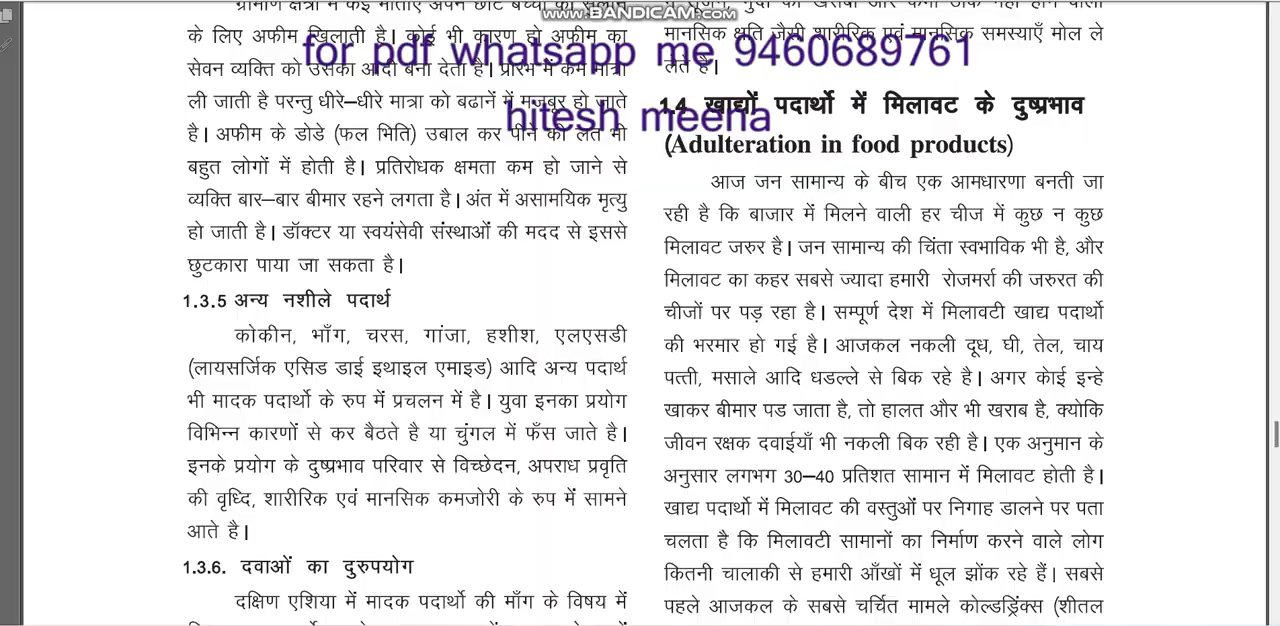 www.BANDICAM.com
ग्रामीण क्षेत्रों में कई माताएँ अपने छोटे बच्चों को सुलाने
के लिए अफीम खिलाती है। कोई भी कारण हो अफीम का
सेवन व्यक्ति को उसका आदी बना देता है। प्रारंभ में कम मात्रा
ली जाती है परन्तु धीरे–धीरे मात्रा को बढानें में मजबूर हो जाते
है। अफीम के डोडे (फल भिति) उबाल कर पीने की लत भी
बहुत लोगों में होती है। प्रतिरोधक क्षमता कम हो जाने से
व्यक्ति बार–बार बीमार रहने लगता है। अंत में असामयिक मृत्यु
हो जाती है। डॉक्टर या स्वयंसेवी संस्थाओं की मदद से इससे
छुटकारा पाया जा सकता है।
1.3.5 अन्य नशीले पदार्थ
कोकीन, भाँग, चरस, गांजा, हशीश, एलएसडी
(लायसर्जिक एसिड डाई इथाइल एमाइड) आदि अन्य पदार्थ
भी मादक पदार्थो के रुप में प्रचलन में है। युवा इनका प्रयोग
विभिन्न कारणों से कर बैठते है या चुंगल में फँस जाते है।
इनके प्रयोग के दुष्प्रभाव परिवार से विच्छेदन, अपराध प्रवृति
की वृध्दि, शारीरिक एवं मानसिक कमजोरी के रुप में सामने
आते है।
1.3.6. दवाओं का दुरुपयोग
दक्षिण एशिया में मादक पदार्थो की माँग के विषय में
मानसिक क्षति जैसी शारीरिक एवं मानसिक समस्याएँ मोल ले
लेते है।
for pdf whatsapp me 9460689761
hitesh meena
1.4 खाद्यों पदार्थो में मिलावट के दुष्प्रभाव
(Adulteration in food products)
आज जन सामान्य के बीच एक आमधारणा बनती जा
रही है कि बाजार में मिलने वाली हर चीज में कुछ न कुछ
मिलावट जरुर है। जन सामान्य की चिंता स्वभाविक भी है, और
मिलावट का कहर सबसे ज्यादा हमारी रोजमर्रा की जरुरत की
चीजों पर पड़ रहा है। सम्पूर्ण देश में मिलावटी खाद्य पदार्थो
की भरमार हो गई है। आजकल नकली दूध, घी, तेल, चाय
पत्ती, मसाले आदि धडल्ले से बिक रहे है। अगर केाई इन्हे
खाकर बीमार पड जाता है, तो हालत और भी खराब है, क्योकि
जीवन रक्षक दवाईयाँ भी नकली बिक रही है। एक अनुमान के
अनुसार लगभग 30–40 प्रतिशत सामान में मिलावट होती है।
खाद्य पदार्थो में मिलावट की वस्तुओं पर निगाह डालने पर पता
चलता है कि मिलावटी सामानों का निर्माण करने वाले लोग
कितनी चालाकी से हमारी आँखों में धूल झोंक रहे हैं। सबसे
पहले आजकल के सबसे चर्चित मामले कोल्डड्रिंक्स (शीतल